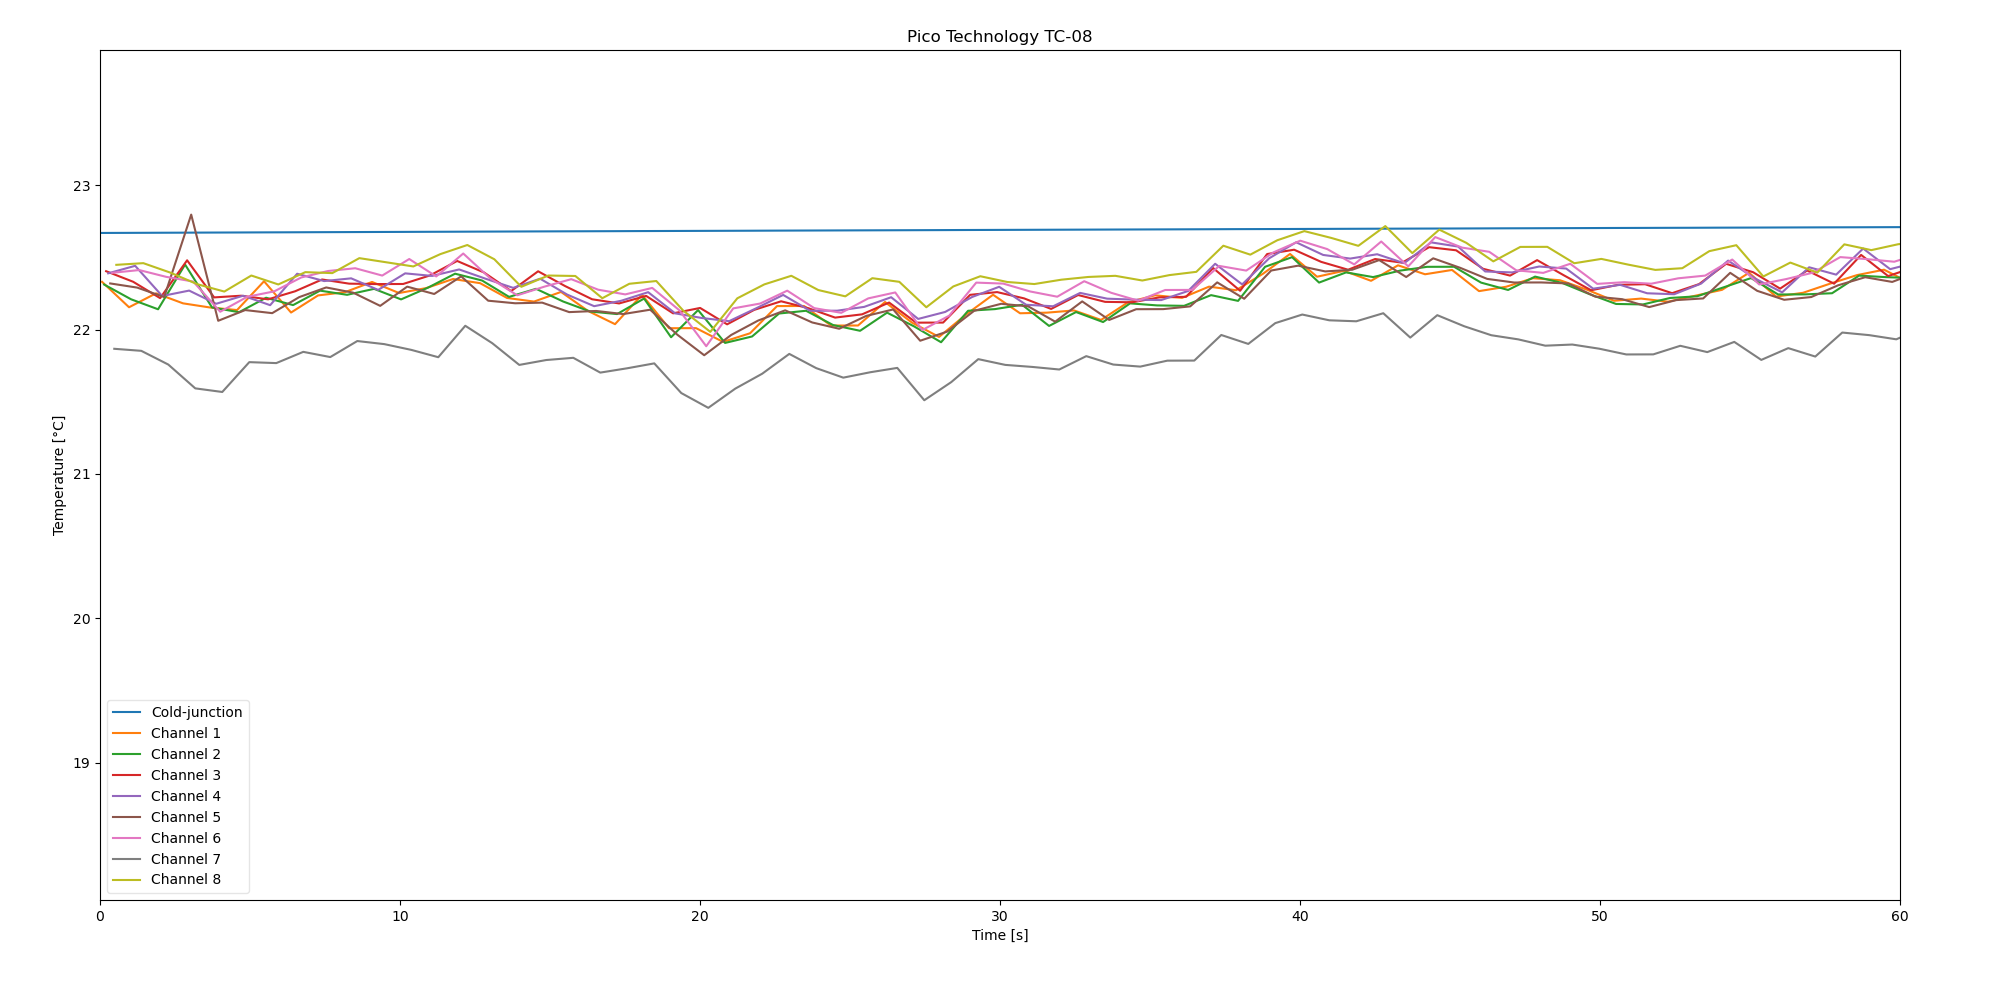 Pico Technology TC-08
23
22
21
20
19
Temperature [°C]
Cold-junction
Channel 1
Channel 2
Channel 3
Channel 4
Channel 5
Channel 6
Channel 7
Channel 8
0 10 20 30 40 50 60
Time [s]